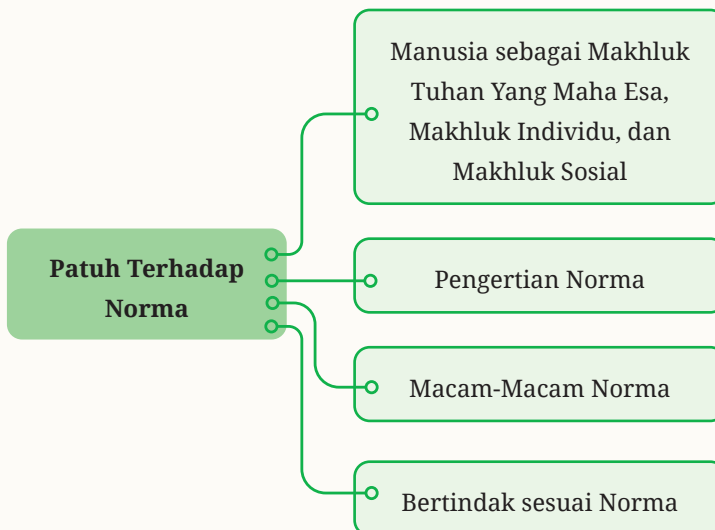 Patuh Terhadap
Norma
Manusia sebagai Makhluk
Tuhan Yang Maha Esa,
Makhluk Individu, dan
Makhluk Sosial
Pengertian Norma
Macam-Macam Norma
Bertindak sesuai Norma